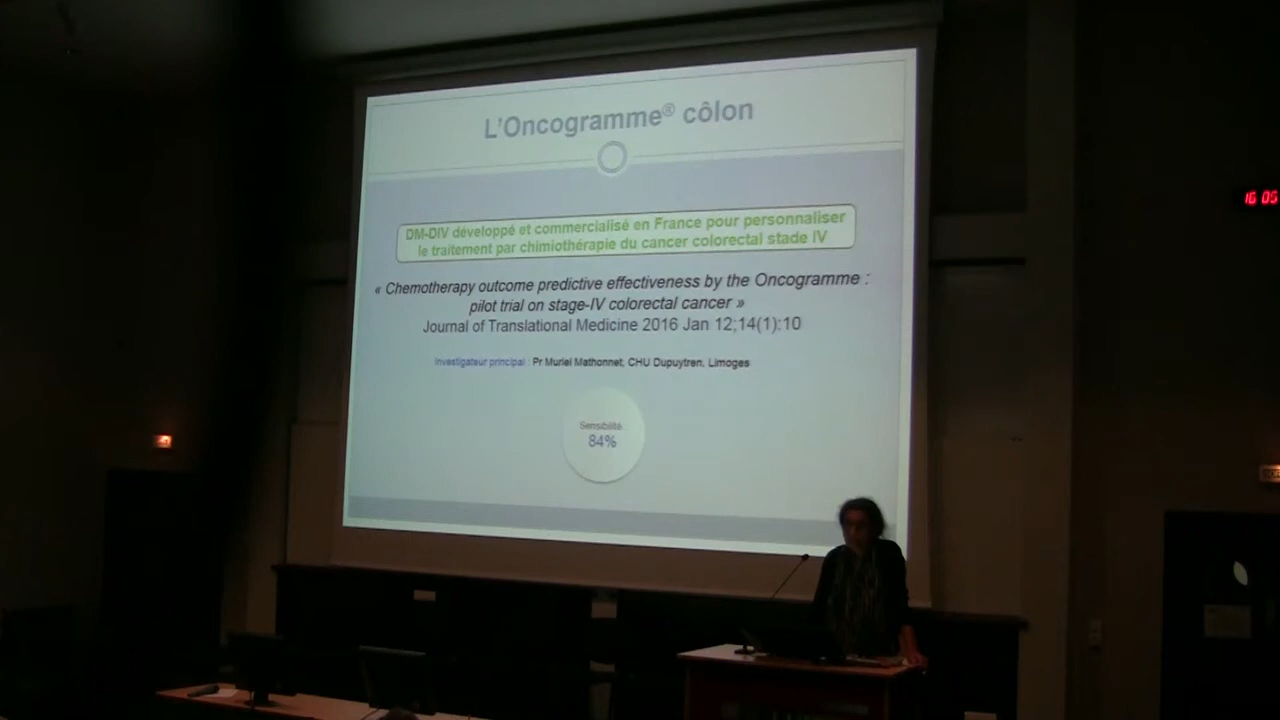 L'Oncogramme® côlon
DM-DIV développé et commercialisé en France pour personnaliser
le traitement par chimiothérapie du cancer colorectal stade IV
« Chemotherapy outcome predictive effectiveness by the Oncogramme :
pilot trial on stage-IV colorectal cancer »
Journal of Translational Medicine 2016 Jan 12;14(1):10
Investigateur principal : Pr Muriel Mathonnet, CHU Dupuytren, Limoges
Sensibilité
84%
16 05